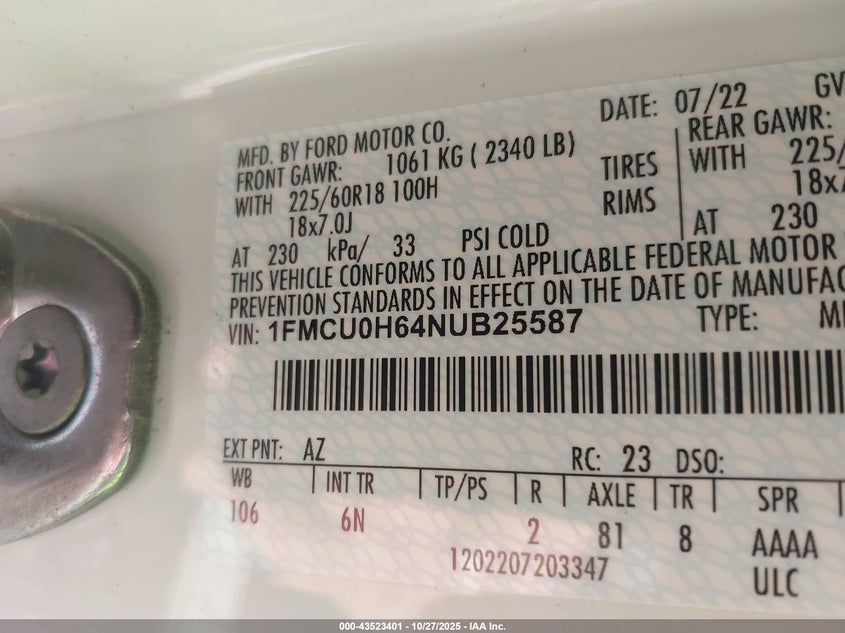 DATE: 07/22 GV
MFD. BY FORD MOTOR CO.
FRONT GAWR: 1061 KG ( 2340 LB) REAR GAWR:
WITH 225/60R18 100H TIRES WITH 225/
18x7.0J RIMS 18x7.
AT 230 kPa/ 33 PSI COLD AT 230
THIS VEHICLE CONFORMS TO ALL APPLICABLE FEDERAL MOTOR
PREVENTION STANDARDS IN EFFECT ON THE DATE OF MANUFAC
VIN: 1FMCU0H64NUB25587 TYPE: M
EXT PNT: AZ RC: 23 DSO:
WB INT TR TP/PS R AXLE TR SPR
106 6N 2 81 8 AAAA
1202207203347 ULC
000-43523401 - 10/27/2025 - IAA Inc.